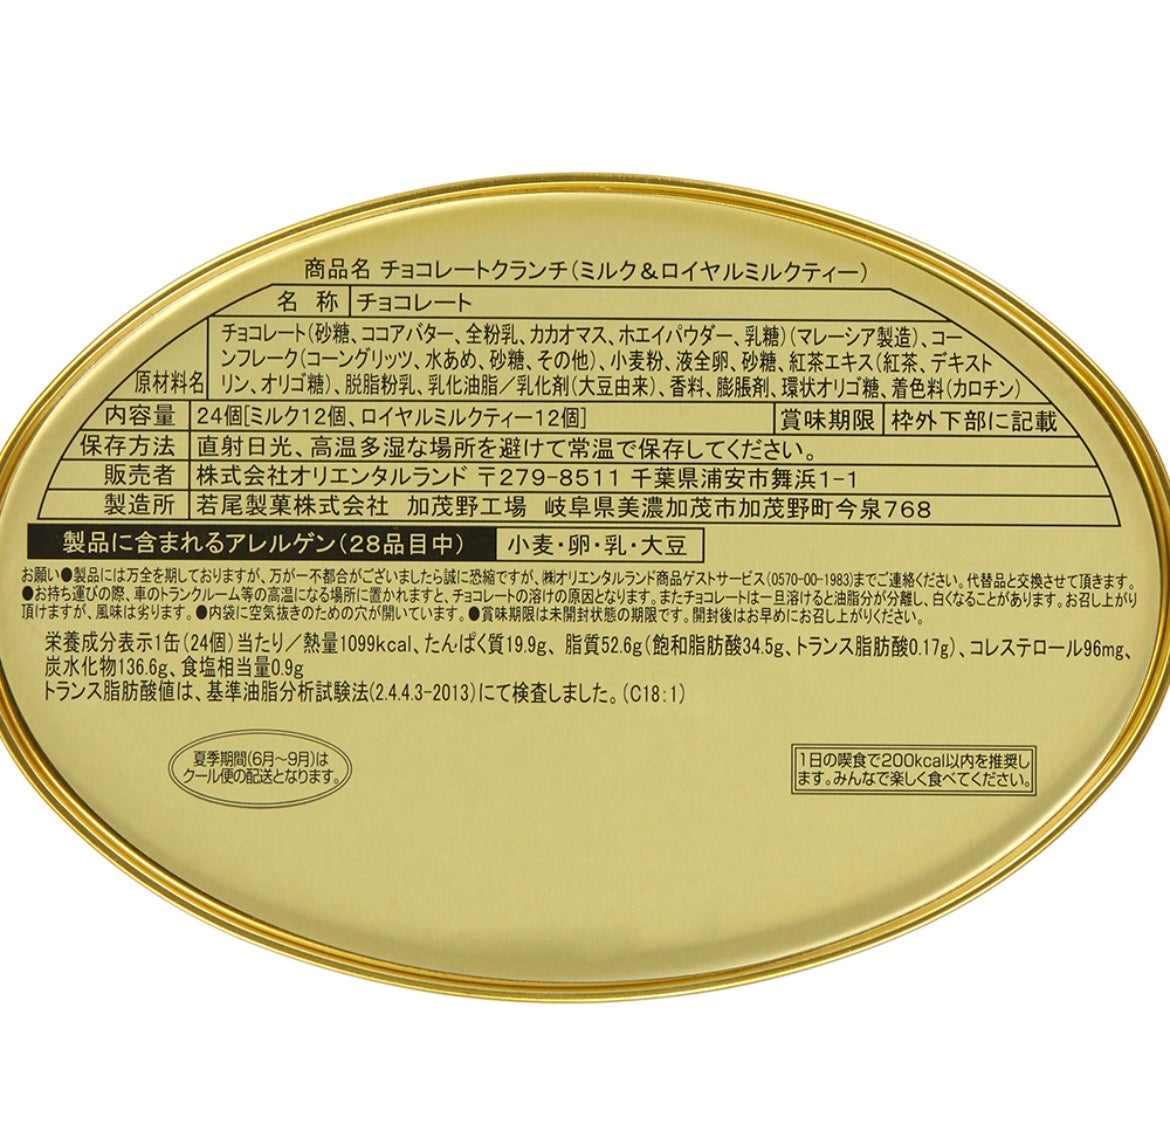 商品名 チョコレートクランチ(ミルク&ロイヤルミルクティー)
名 称 チョコレート
チョコレート(砂糖、ココアバター、全粉乳、カカオマス、ホエイパウダー、乳糖)(マレーシア製造)、コー
ンフレーク(コーングリッツ、水あめ、砂糖、その他)、小麦粉、液全卵、砂糖、紅茶エキス(紅茶、デキスト
原材料名 リン、オリゴ糖)、脱脂粉乳、乳化油脂/乳化剤(大豆由来)、香料、膨脹剤、環状オリゴ糖、着色料(カロチン)
内容量 24個[ミルク12個、ロイヤルミルクティー12個] 賞味期限 枠外下部に記載
保存方法 直射日光、高温多湿な場所を避けて常温で保存してください。
販売者 株式会社オリエンタルランド 〒279-8511 千葉県浦安市舞浜1-1
製造所 若尾製菓株式会社 加茂野工場 岐阜県美濃加茂市加茂野町今泉768
製品に含まれるアレルゲン(28品目中) 小麦・卵・乳・大豆
お願い●製品には万全を期しておりますが、万が一不都合がございましたら誠に恐縮ですが、㈱オリエンタルランド商品ゲストサービス(0570-00-1983)までご連絡ください。代替品と交換させて頂きます。
●お持ち運びの際、車のトランクルーム等の高温になる場所に置かれますと、チョコレートの溶けの原因となります。またチョコレートは一旦溶けると油脂分が分離し、白くなることがあります。お召し上がり
頂けますが、風味は劣ります。●内袋に空気抜きのための穴が開いています。●賞味期限は未開封状態の期限です。開封後はお早めにお召し上がりください。
栄養成分表示1缶(24個)当たり/熱量1099kcal、たんぱく質19.9g、脂質52.6g(飽和脂肪酸34.5g、トランス脂肪酸0.17g)、コレステロール96mg、
炭水化物136.6g、食塩相当量0.9g
トランス脂肪酸値は、基準油脂分析試験法(2.4.4.3-2013)にて検査しました。(C18:1)
夏季期間(6月〜9月)は
クール便の配送となります。
1日の喫食で200kcal以内を推奨し
ます。みんなで楽しく食べてください。